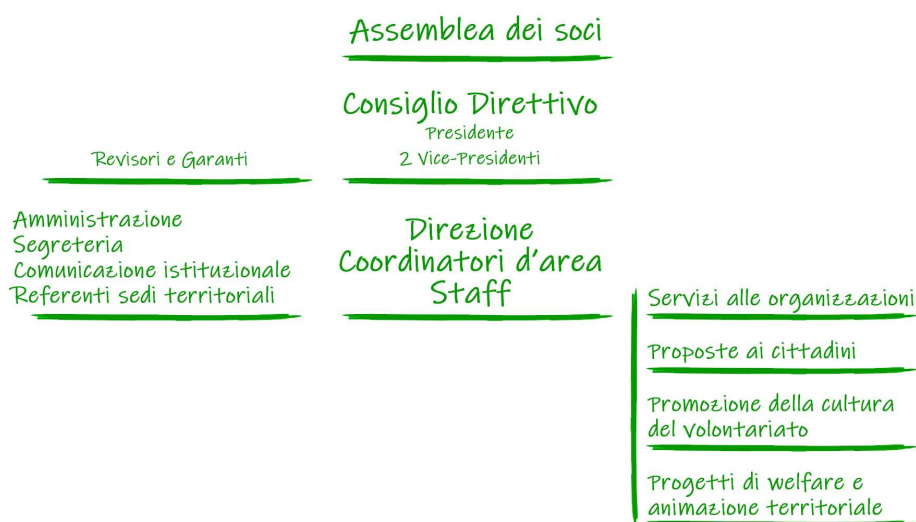 Assemblea dei soci
Consiglio Direttivo
Presidente
2 Vice-Presidenti
Revisori e Garanti
Amministrazione
Segreteria
Comunicazione istituzionale
Referenti sedi territoriali
Direzione
Coordinatori d'area
Staff
Servizi alle organizzazioni
Proposte ai cittadini
Promozione della cultura
del volontariato
Progetti di welfare e
animazione territoriale